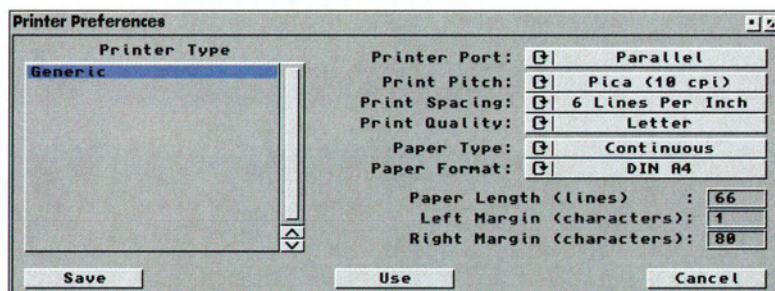 Printer Preferences
Printer Type
Generic
Printer Port: Parallel
Print Pitch: Pica (10 cpi)
Print Spacing: 6 Lines Per Inch
Print Quality: Letter
Paper Type: Continuous
Paper Format: DIN A4
Paper Length (lines) : 66
Left Margin (characters): 1
Right Margin (characters): 80
Save Use Cancel